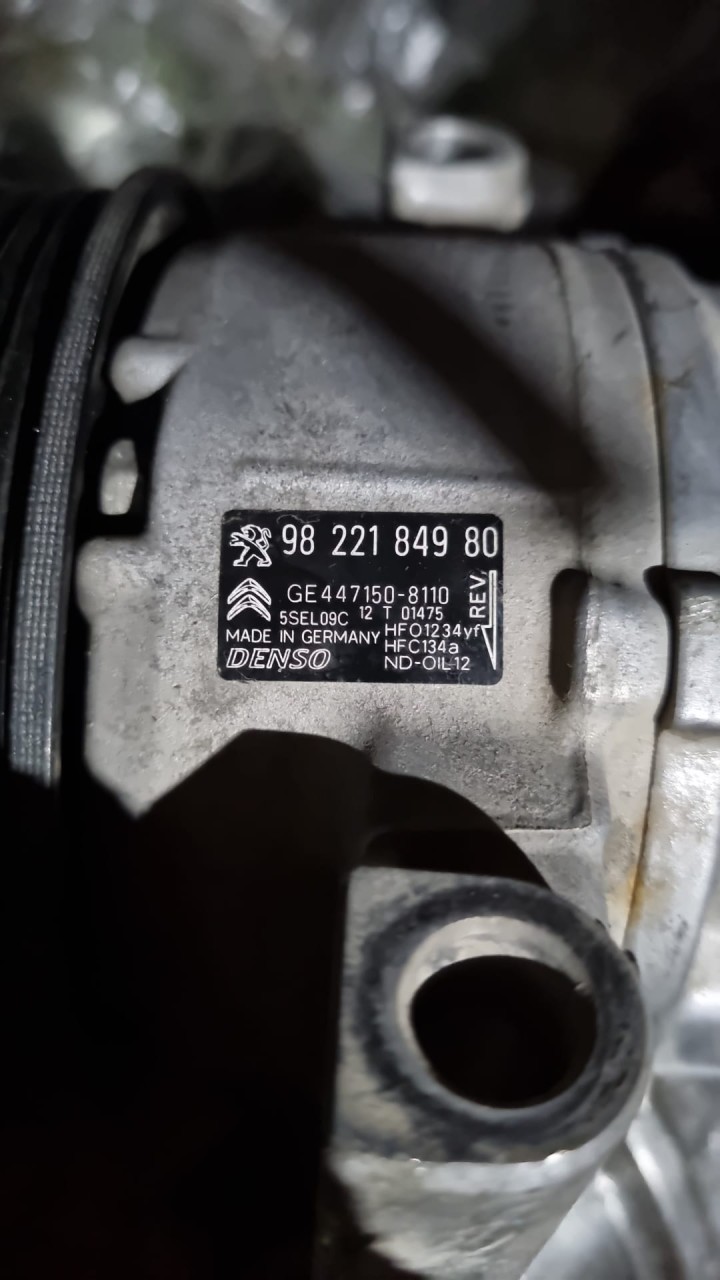 98 221 849 80
GE447150-8110
5SEL09C 12 T 01475
MADE IN GERMANY HFO1234yf
HFC134a
DENSO ND-OIL12
REV